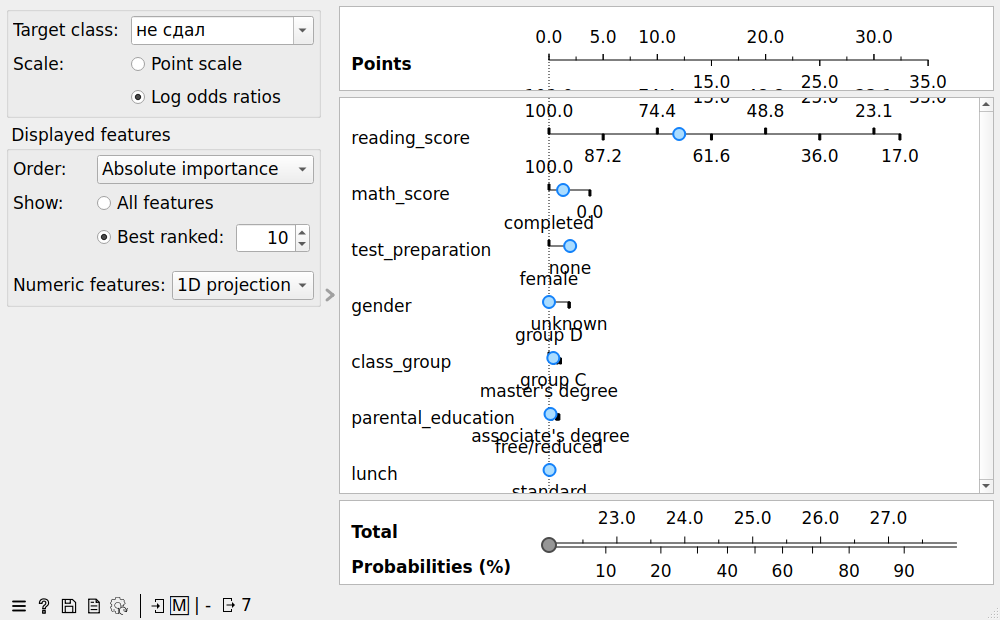 Target class: не сдал
Scale: Point scale
Log odds ratios
Displayed features
Order: Absolute importance
Show: All features
Best ranked: 10
Numeric features: 1D projection
0.0 5.0 10.0 20.0 30.0
Points
15.0 25.0 35.0
100.0 74.4 48.8 23.1
reading_score
87.2 61.6 36.0 17.0
100.0
math_score
0.0
completed
test_preparation
none
female
gender
unknown
group D
class_group
group C
master's degree
parental_education
associate's degree
free/reduced
lunch
standard
23.0 24.0 25.0 26.0 27.0
Total
Probabilities (%)
10 20 40 60 80 90
? M | - 7